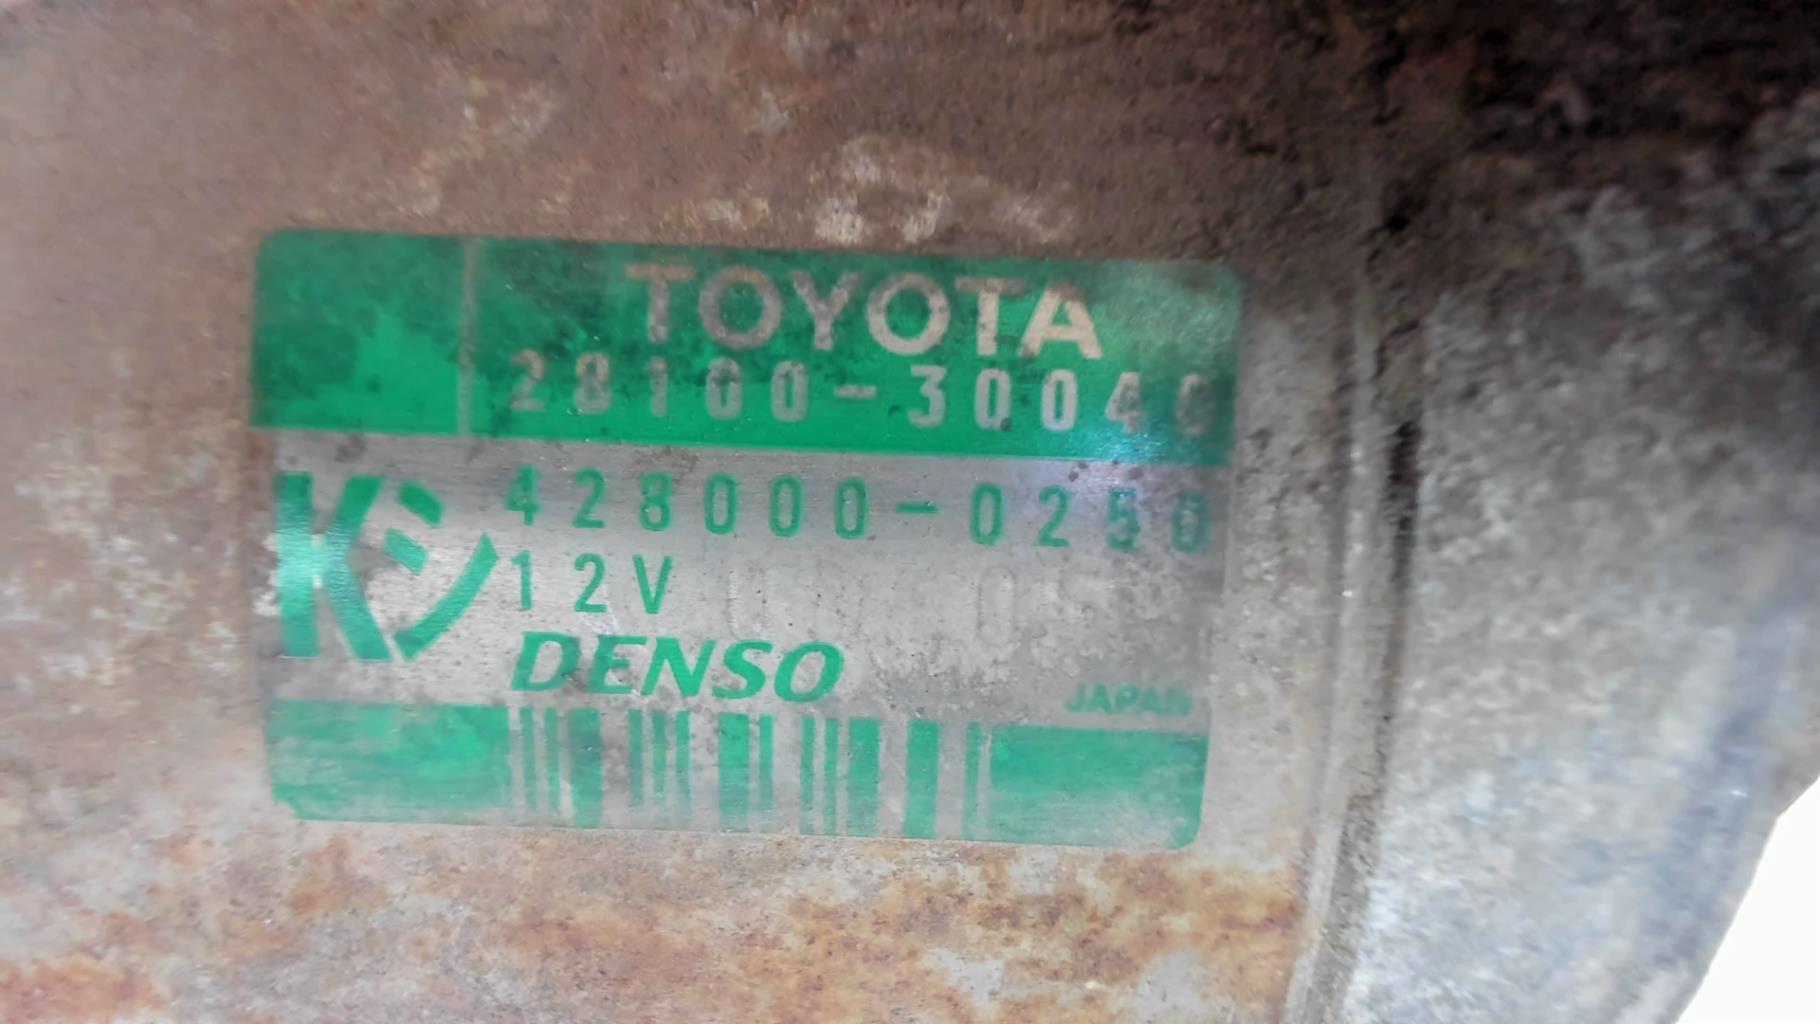 TOYOTA
28100-30040
428000-0250
12V
DENSO
JAPAN